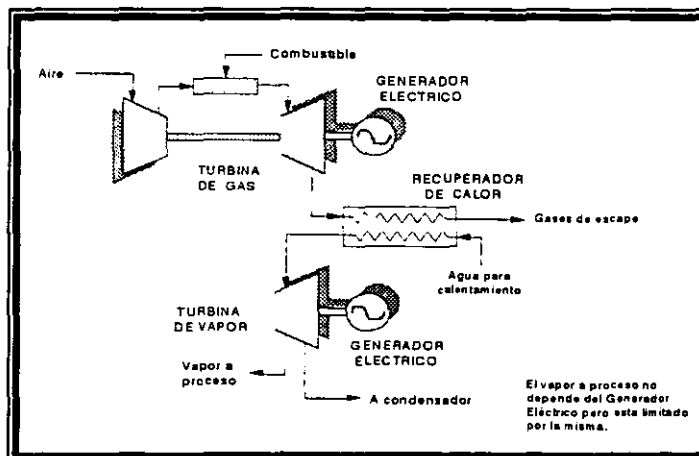 Combustible
Aire
GENERADOR
ELECTRICO
TURBINA
DE GAS
RECUPERADOR
DE CALOR
Gases de escape
Agua para
calentamiento
TURBINA
DE VAPOR
GENERADOR
ELECTRICO
Vapor a
proceso
A condensador
El vapor a proceso no
depende del Generador
Eléctrico pero esta limitado
por la misma.